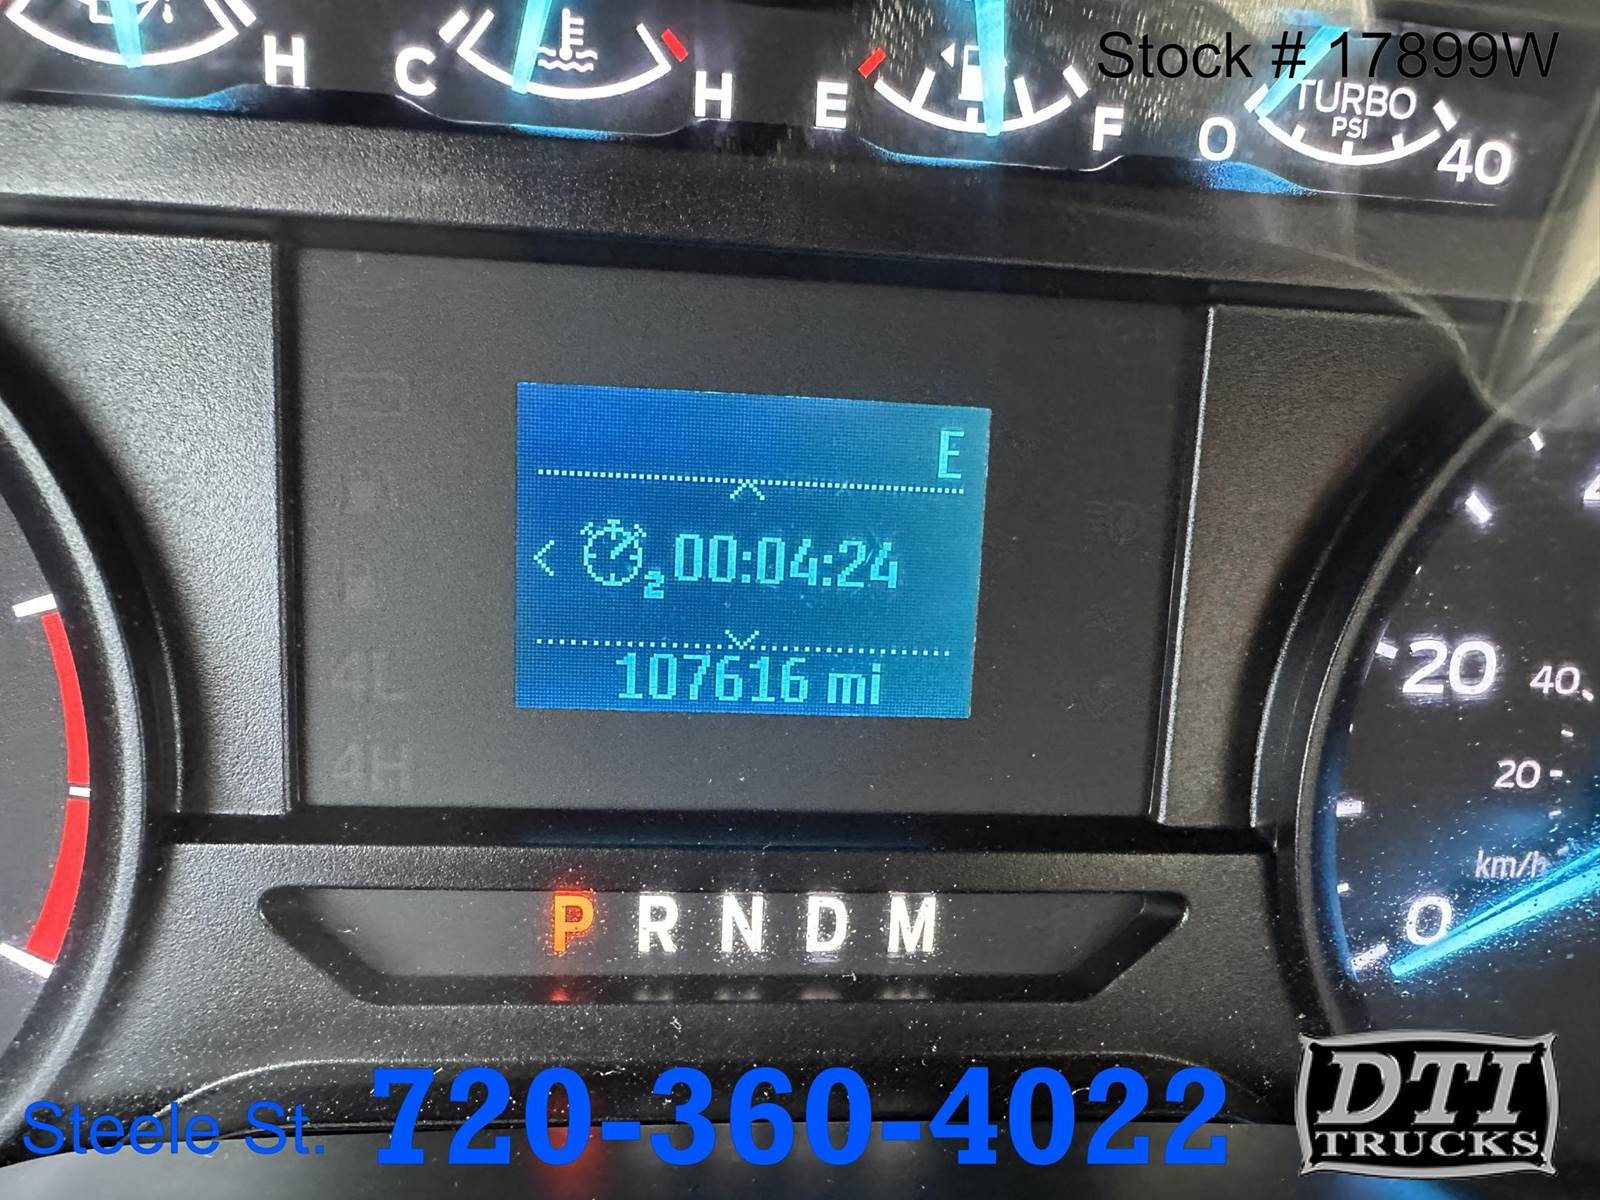 Stock # 17899W
H
C
H
E
F
TURBO
PSI
0
40
E
2 00:04:24
107616 mi
4L
4H
20
40
20
km/h
0
P R N D M
Steele St. 720-360-4022
DTI
TRUCKS